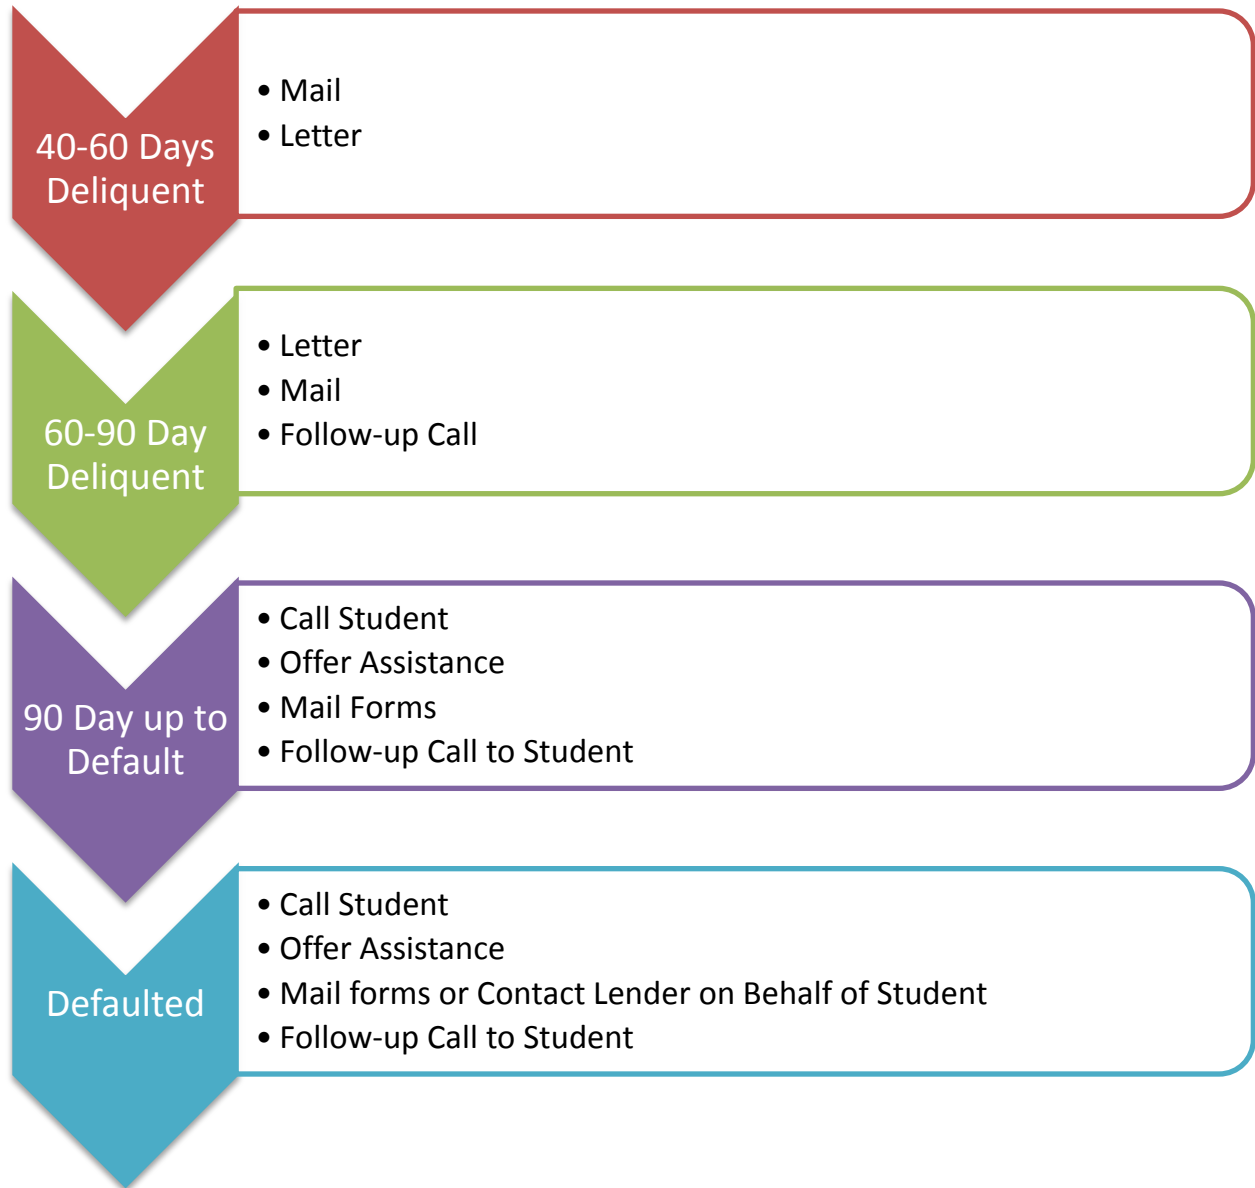 40-60 Days
Deliquent
• Mail
• Letter
60-90 Day
Deliquent
• Letter
• Mail
• Follow-up Call
90 Day up to
Default
• Call Student
• Offer Assistance
• Mail Forms
• Follow-up Call to Student
Defaulted
• Call Student
• Offer Assistance
• Mail forms or Contact Lender on Behalf of Student
• Follow-up Call to Student